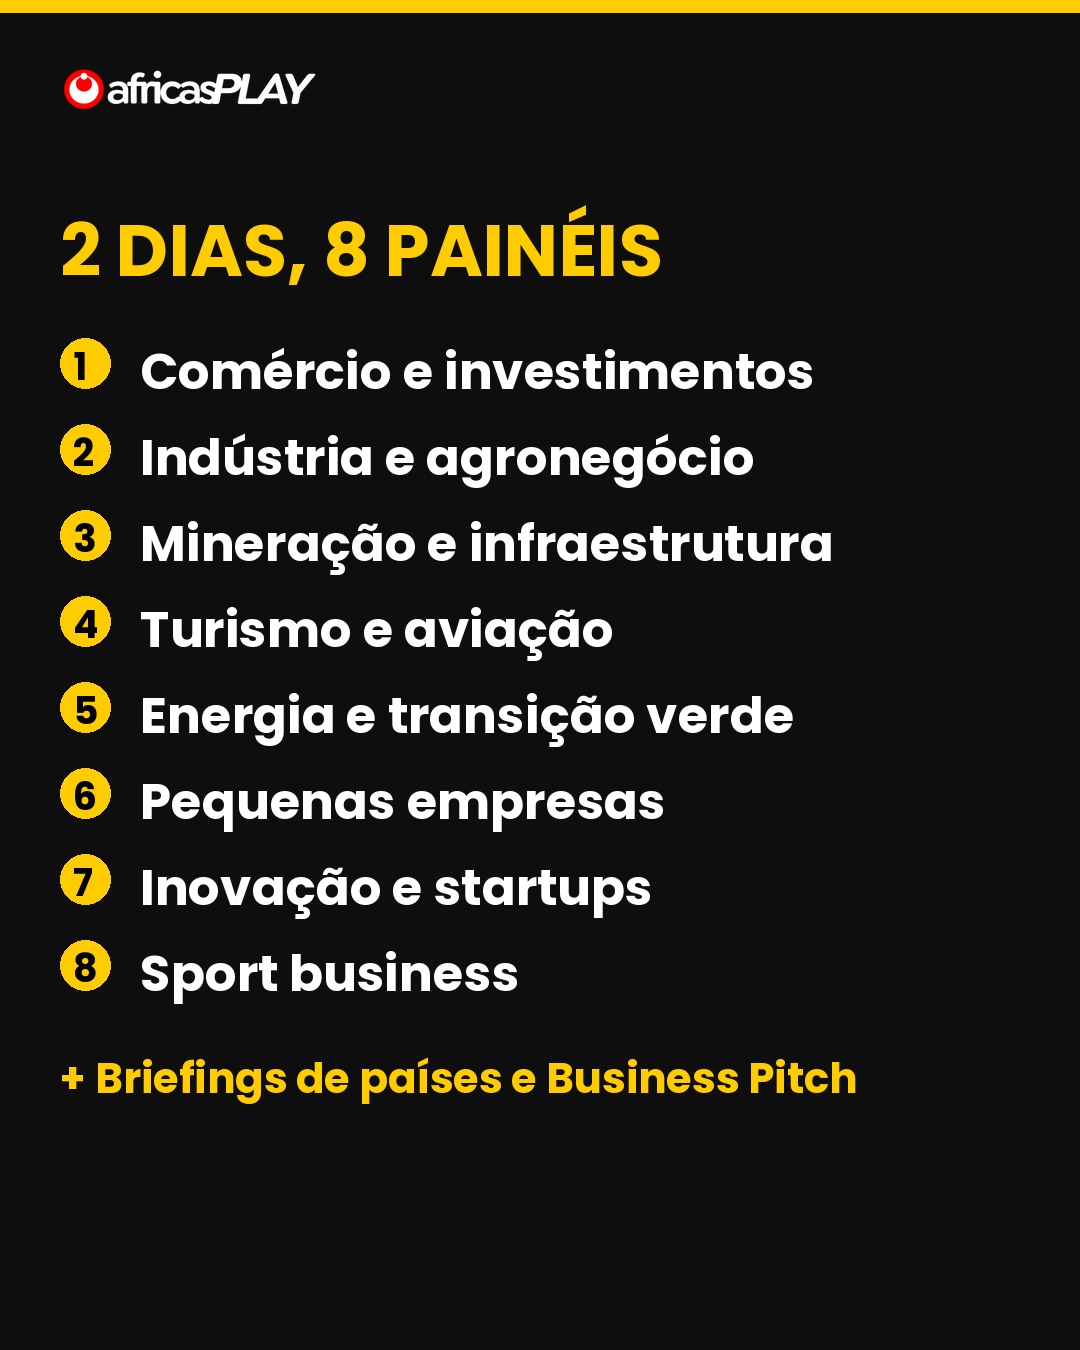 africasPLAY
2 DIAS, 8 PAINÉIS
1 Comércio e investimentos
2 Indústria e agronegócio
3 Mineração e infraestrutura
4 Turismo e aviação
5 Energia e transição verde
6 Pequenas empresas
7 Inovação e startups
8 Sport business
+ Briefings de países e Business Pitch